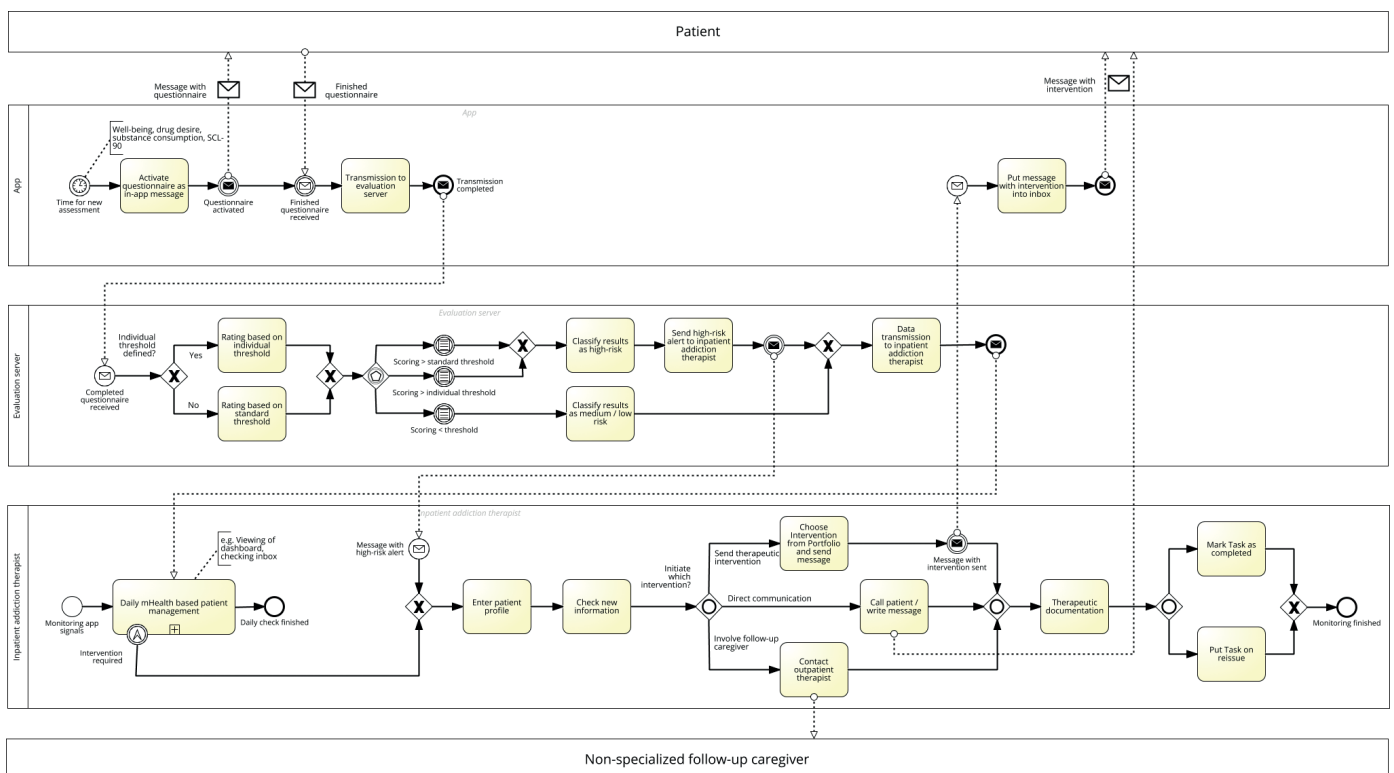 Patient
Message with
questionnaire
Finished
questionnaire
Message with
intervention
App
App
Well-being, drug desire,
substance consumption, SCL-
90
Time for new
assessment
Activate
questionnaire as
in-app message
Questionnaire
activated
Finished
questionnaire
received
Transmission to
evaluation
server
Transmission
completed
Put message
with intervention
into inbox
Evaluation server
Evaluation server
Completed
questionnaire
received
Individual
threshold
defined?
Yes
No
Rating based on
individual
threshold
Rating based on
standard
threshold
Scoring > standard threshold
Scoring > individual threshold
Scoring < threshold
Classify results
as high-risk
Classify results
as medium / low
risk
Send high-risk
alert to inpatient
addiction
therapist
Data
transmission
to inpatient
addiction
therapist
Inpatient addiction therapist
Inpatient addiction therapist
Monitoring app
signals
Daily mHealth based patient
management
e.g. Viewing of
dashboard,
checking inbox
Daily check finished
Intervention
required
Message with
high-risk alert
Enter patient
profile
Check new
information
Initiate
which
intervention?
Send therapeutic
intervention
Direct communication
Involve follow-up
caregiver
Choose
Intervention
from Portfolio
and send
message
Call patient /
write message
Contact
outpatient
therapist
Message with
intervention sent
Therapeutic
documentation
Mark Task as
completed
Put Task on
reissue
Monitoring finished
Non-specialized follow-up caregiver